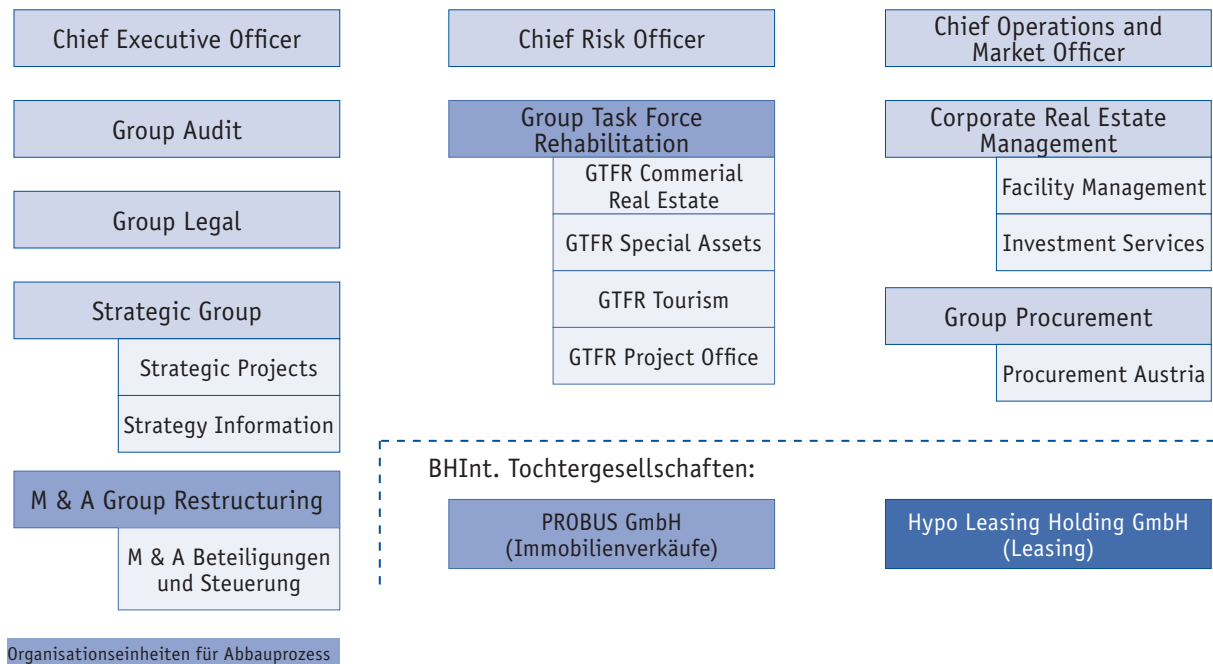 Chief Executive Officer
Group Audit
Group Legal
Strategic Group
Strategic Projects
Strategy Information
M & A Group Restructuring
M & A Beteiligungen
und Steuerung
Organisationseinheiten für Abbauprozess
Chief Risk Officer
Group Task Force
Rehabilitation
GTFR Commerial
Real Estate
GTFR Special Assets
GTFR Tourism
GTFR Project Office
Chief Operations and
Market Officer
Corporate Real Estate
Management
Facility Management
Investment Services
Group Procurement
Procurement Austria
BHInt. Tochtergesellschaften:
PROBUS GmbH
(Immobilienverkäufe)
Hypo Leasing Holding GmbH
(Leasing)